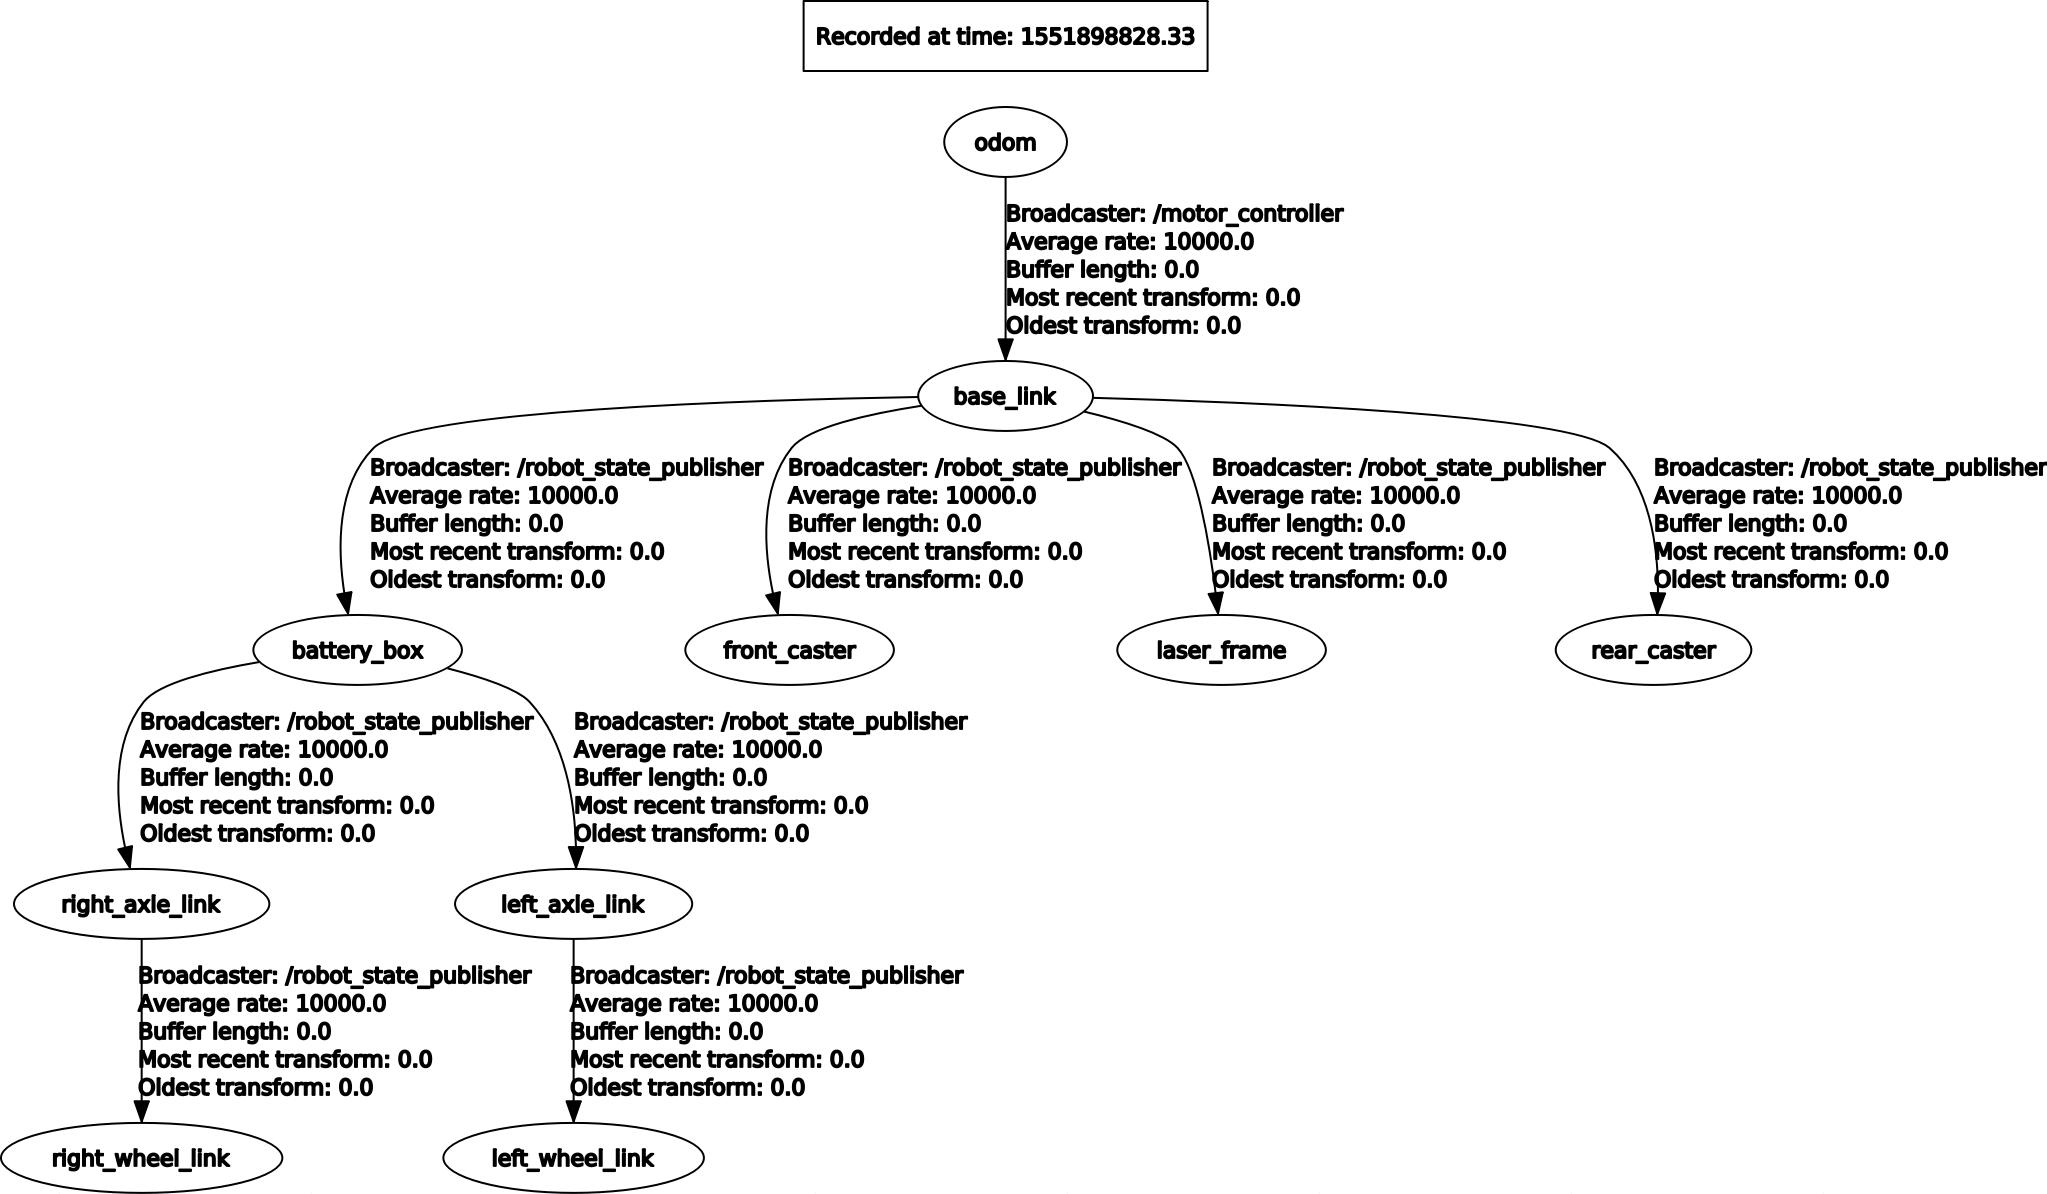 Recorded at time: 1551898828.33
odom
Broadcaster: /motor_controller
Average rate: 10000.0
Buffer length: 0.0
Most recent transform: 0.0
Oldest transform: 0.0
base_link
Broadcaster: /robot_state_publisher
Average rate: 10000.0
Buffer length: 0.0
Most recent transform: 0.0
Oldest transform: 0.0
Broadcaster: /robot_state_publisher
Average rate: 10000.0
Buffer length: 0.0
Most recent transform: 0.0
Oldest transform: 0.0
Broadcaster: /robot_state_publisher
Average rate: 10000.0
Buffer length: 0.0
Most recent transform: 0.0
Oldest transform: 0.0
Broadcaster: /robot_state_publisher
Average rate: 10000.0
Buffer length: 0.0
Most recent transform: 0.0
Oldest transform: 0.0
battery_box
front_caster
laser_frame
rear_caster
Broadcaster: /robot_state_publisher
Average rate: 10000.0
Buffer length: 0.0
Most recent transform: 0.0
Oldest transform: 0.0
Broadcaster: /robot_state_publisher
Average rate: 10000.0
Buffer length: 0.0
Most recent transform: 0.0
Oldest transform: 0.0
right_axle_link
left_axle_link
Broadcaster: /robot_state_publisher
Average rate: 10000.0
Buffer length: 0.0
Most recent transform: 0.0
Oldest transform: 0.0
Broadcaster: /robot_state_publisher
Average rate: 10000.0
Buffer length: 0.0
Most recent transform: 0.0
Oldest transform: 0.0
right_wheel_link
left_wheel_link